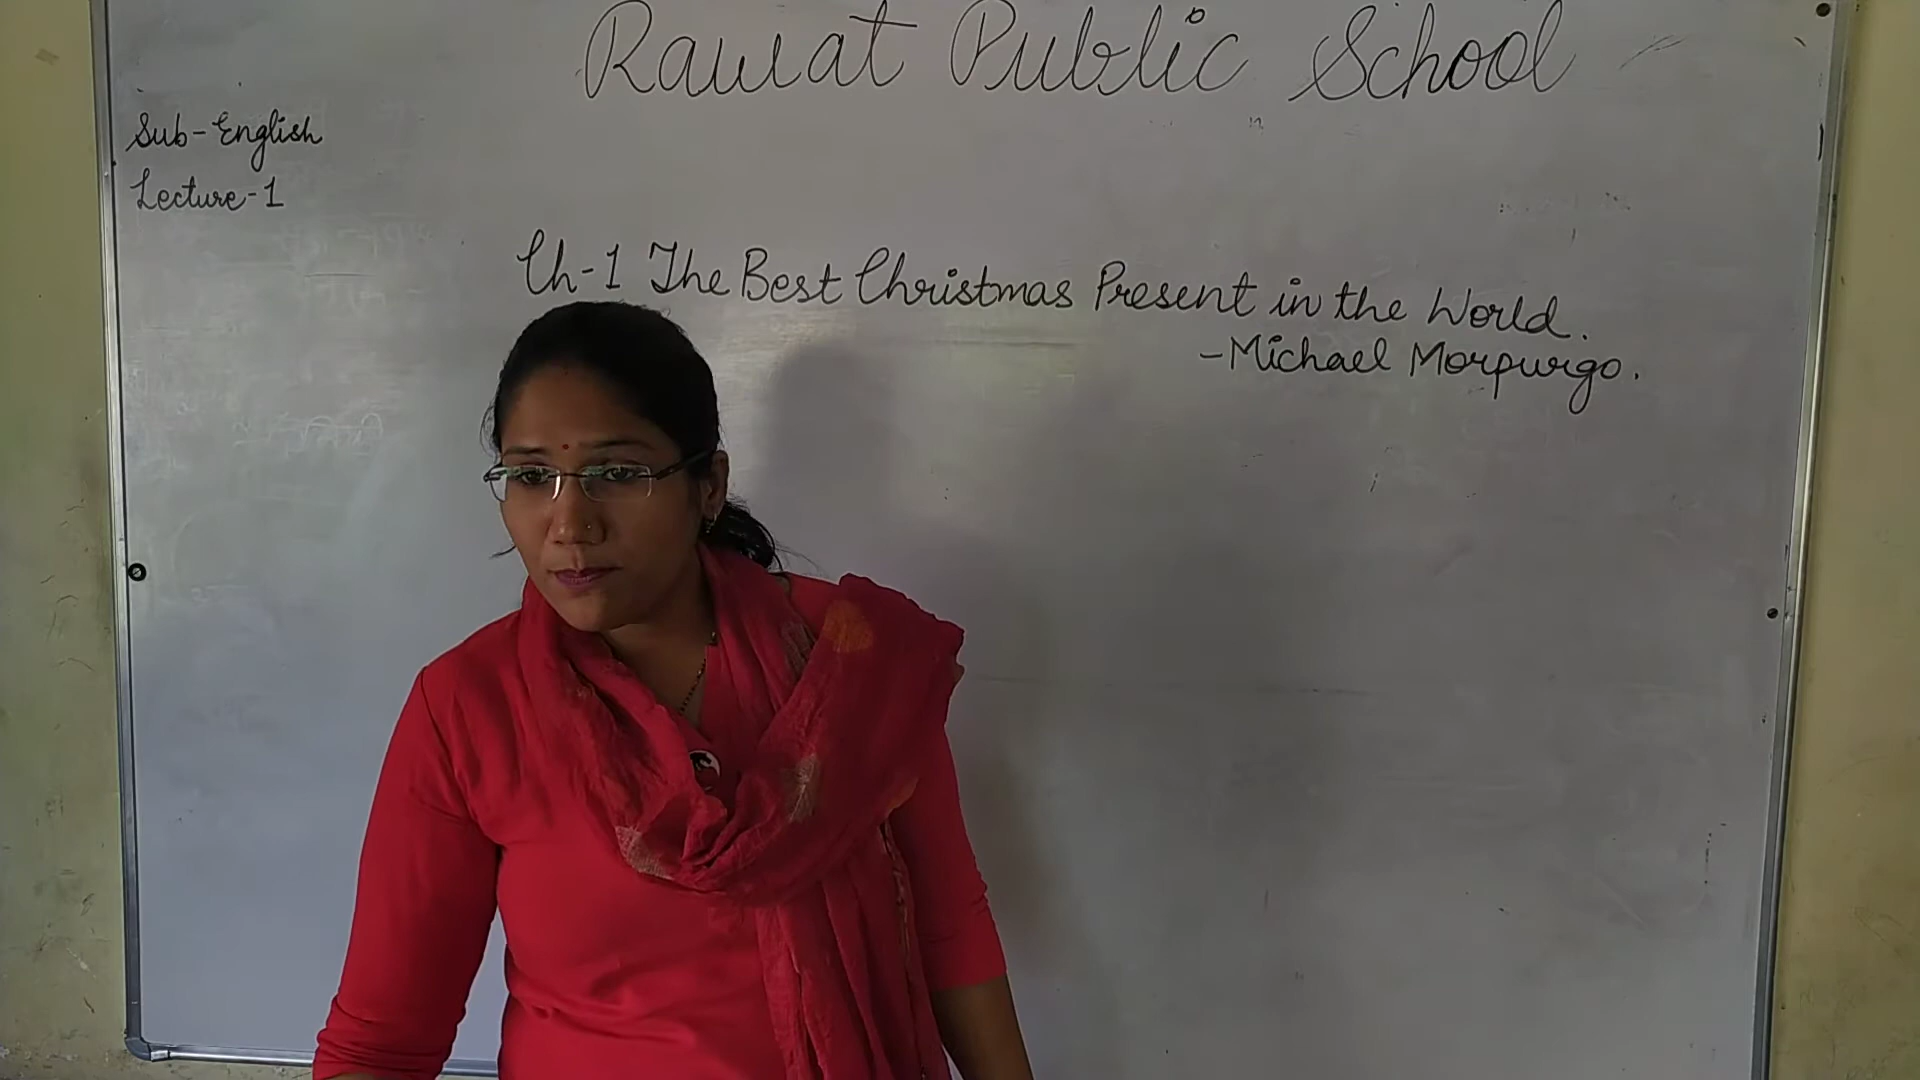 Rawat Public School
Sub-English
Lecture-1
Ch-1 The Best Christmas Present in the World.
-Michael Morpurgo.